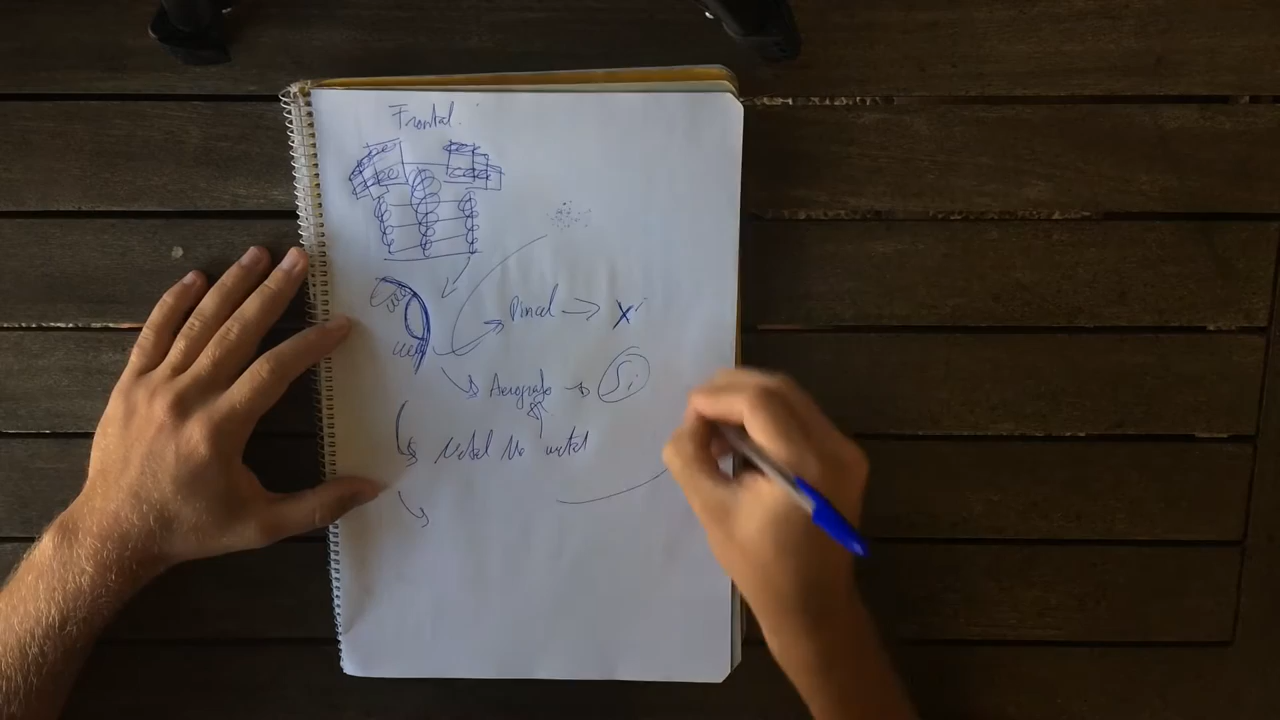 Frontal.
Pincel → X
Aerografo → Si
Metal No metal